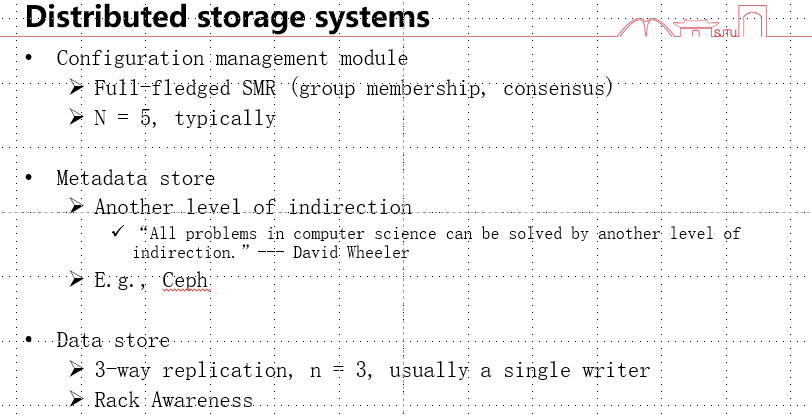 Distributed storage systems
SJTU
• Configuration management module
➢ Full-fledged SMR (group membership, consensus)
➢ N = 5, typically
• Metadata store
➢ Another level of indirection
✓ “All problems in computer science can be solved by another level of
indirection.” --- David Wheeler
➢ E.g., Ceph
• Data store
➢ 3-way replication, n = 3, usually a single writer
➢ Rack Awareness